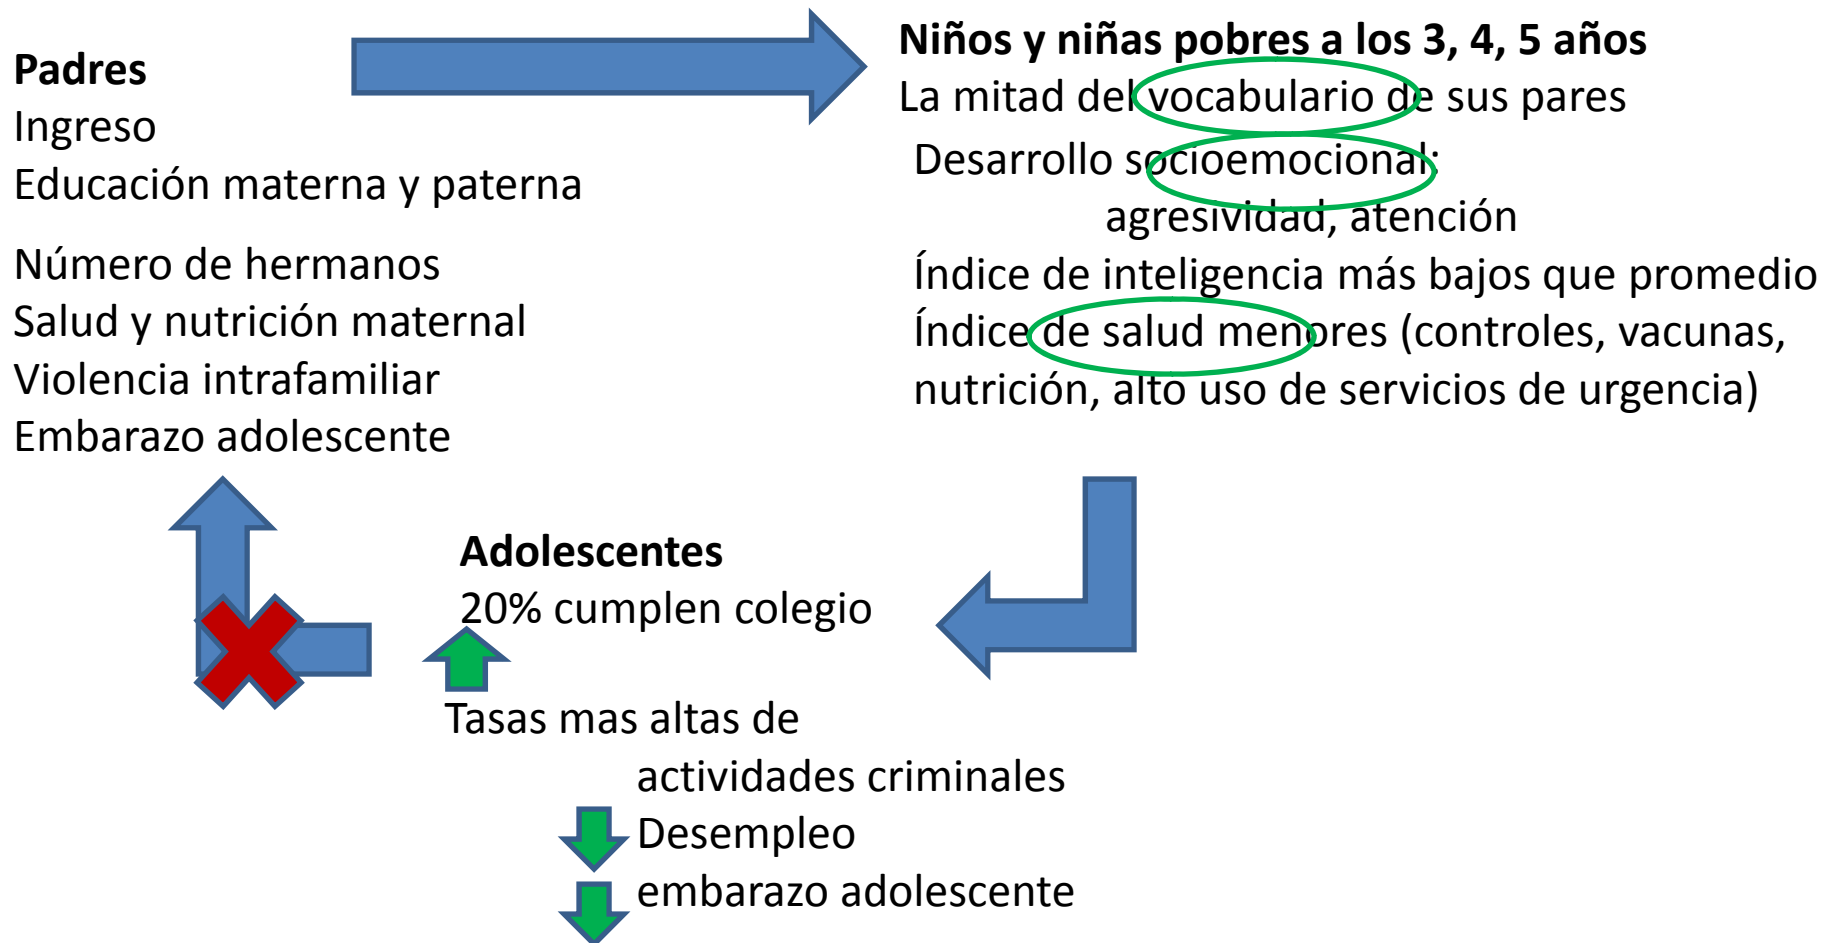 Padres
Ingreso
Educación materna y paterna
Número de hermanos
Salud y nutrición maternal
Violencia intrafamiliar
Embarazo adolescente
Niños y niñas pobres a los 3, 4, 5 años
La mitad del vocabulario de sus pares
Desarrollo socioemocional:
agresividad, atención
Índice de inteligencia más bajos que promedio
Índice de salud menores (controles, vacunas,
nutrición, alto uso de servicios de urgencia)
Adolescentes
20% cumplen colegio
Tasas mas altas de
actividades criminales
Desempleo
embarazo adolescente